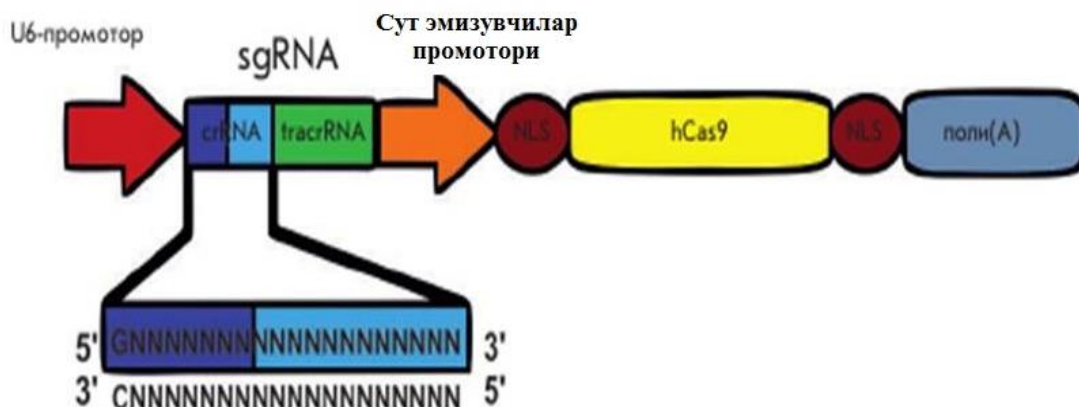 U6-промотор
Сут эмизувчилар
промотори
sgRNA
crRNA
tracrRNA
NLS
hCas9
NLS
поли(А)
5' GNNNNNNNNNNNNNNNNNNN 3'
3' CNNNNNNNNNNNNNNNNNNN 5'